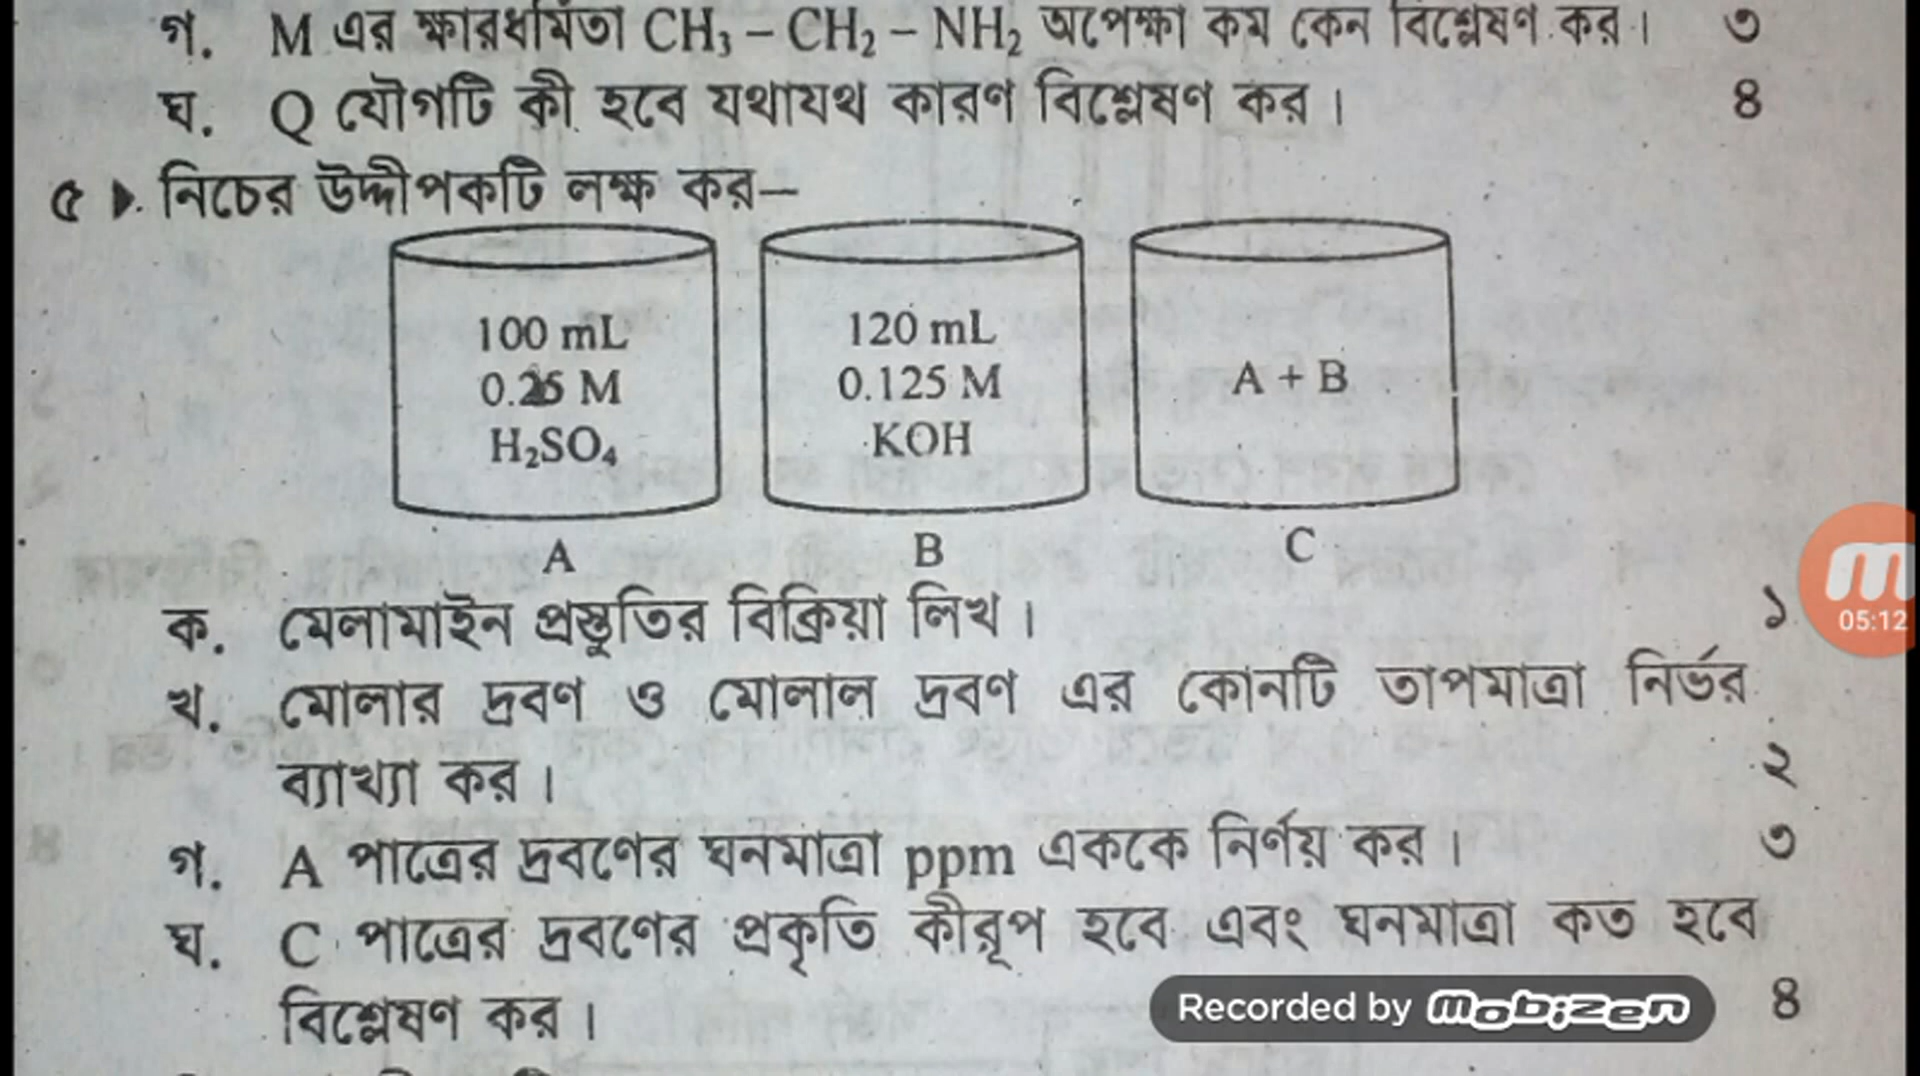 গ. M এর ক্ষারধর্মিতা CH₃ – CH₂ – NH₂ অপেক্ষা কম কেন বিশ্লেষণ কর। ৩
ঘ. Q যৌগটি কী হবে যথাযথ কারণ বিশ্লেষণ কর। ৪
৫ ▶. নিচের উদ্দীপকটি লক্ষ কর—
100 mL 120 mL
0.25 M 0.125 M A + B
H₂SO₄ KOH
A B C
ক. মেলামাইন প্রস্তুতির বিক্রিয়া লিখ। ১
খ. মোলার দ্রবণ ও মোলাল দ্রবণ এর কোনটি তাপমাত্রা নির্ভর
ব্যাখ্যা কর। ২
গ. A পাত্রের দ্রবণের ঘনমাত্রা ppm এককে নির্ণয় কর। ৩
ঘ. C পাত্রের দ্রবণের প্রকৃতি কীরূপ হবে এবং ঘনমাত্রা কত হবে
বিশ্লেষণ কর। ৪
05:12
Recorded by mobizen